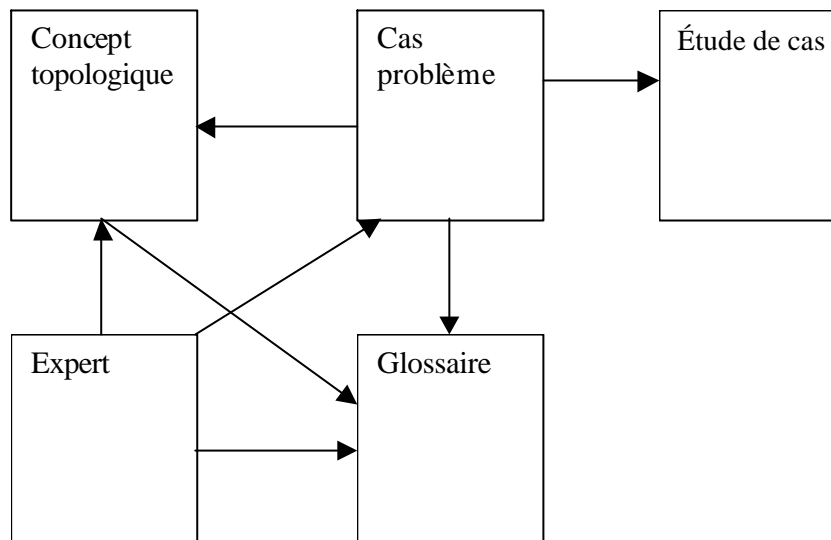 Concept
topologique
Cas
problème
Étude de cas
Expert
Glossaire